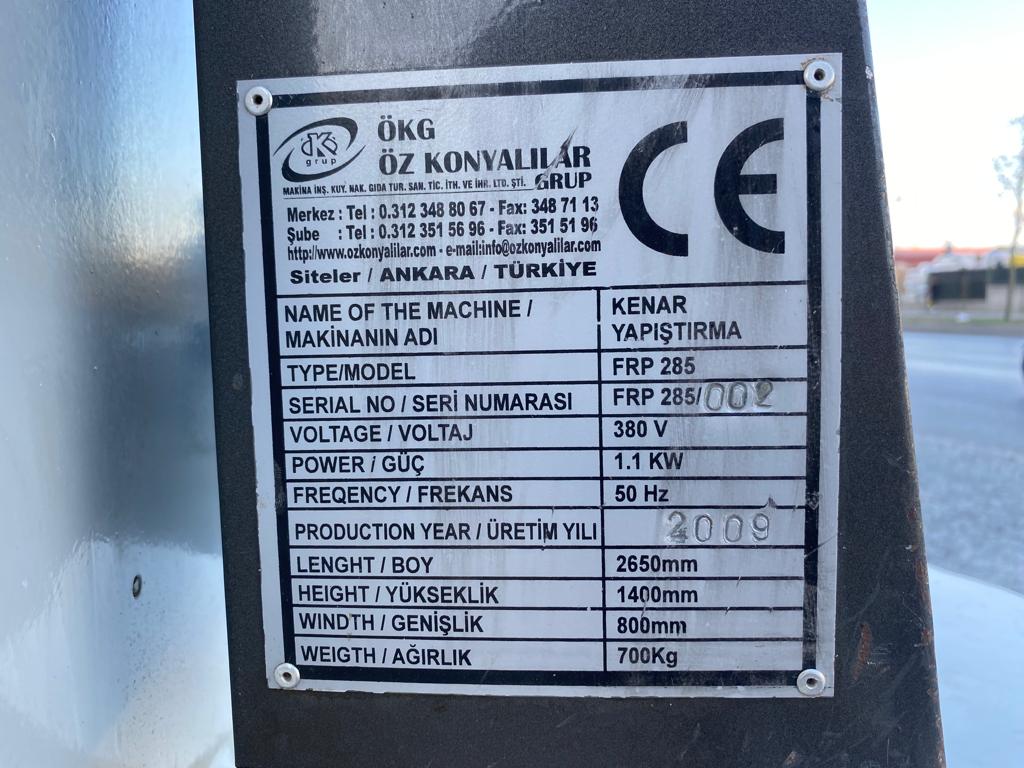 ÖKG
ÖZ KONYALILAR
GRUP
ÖKG
grup
MAKİNA İNŞ. KUY. NAK. GIDA TUR. SAN. TİC. İTH. VE İHR. LTD. ŞTİ.
Merkez : Tel : 0.312 348 80 67 - Fax: 348 71 13
Şube : Tel : 0.312 351 56 96 - Fax: 351 51 96
http://www.ozkonyalilar.com - e-mail:info@ozkonyalilar.com
Siteler / ANKARA / TÜRKİYE
CE
NAME OF THE MACHINE / MAKİNANIN ADI KENAR YAPIŞTIRMA
TYPE/MODEL FRP 285
SERIAL NO / SERİ NUMARASI FRP 285/002
VOLTAGE / VOLTAJ 380 V
POWER / GÜÇ 1.1 KW
FREQENCY / FREKANS 50 Hz
PRODUCTION YEAR / ÜRETİM YILI 2009
LENGHT / BOY 2650mm
HEIGHT / YÜKSEKLİK 1400mm
WINDTH / GENİŞLİK 800mm
WEIGTH / AĞIRLIK 700Kg